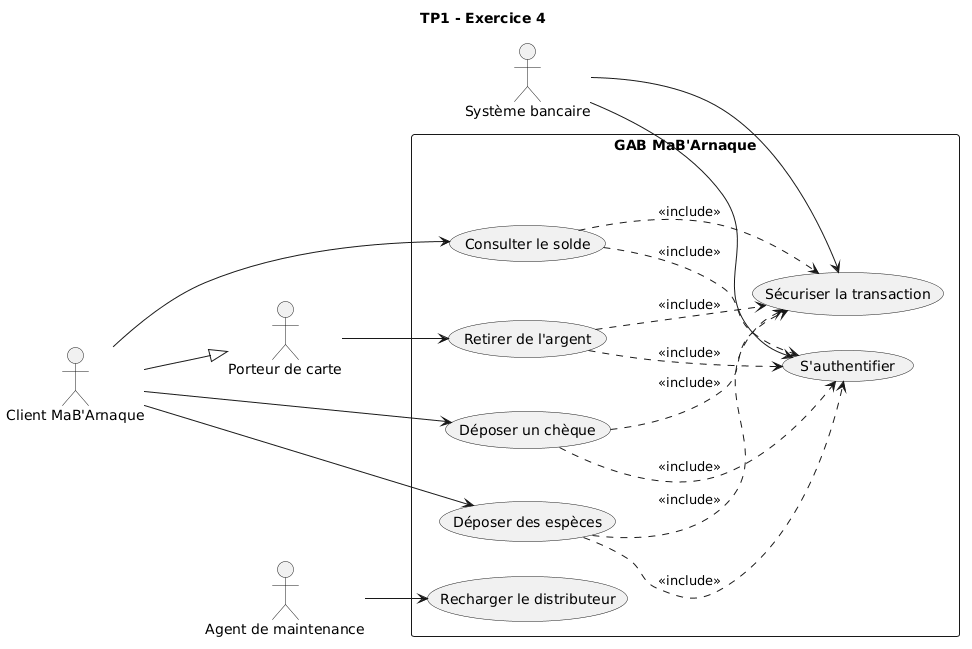 TP1 - Exercice 4
Système bancaire
GAB MaB'Arnaque
«include»
Consulter le solde
«include»
Sécuriser la transaction
«include»
Retirer de l'argent
Porteur de carte
«include»
S'authentifier
«include»
Client MaB'Arnaque
Déposer un chèque
«include»
«include»
Déposer des espèces
«include»
Recharger le distributeur
Agent de maintenance